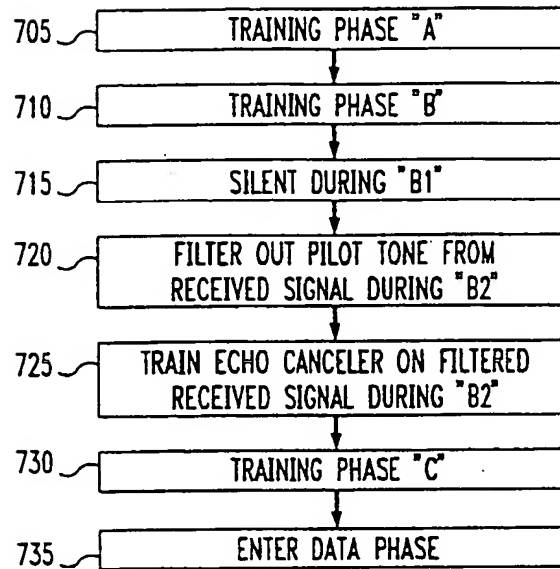 705 TRAINING PHASE "A"
710 TRAINING PHASE "B"
715 SILENT DURING "B1"
720 FILTER OUT PILOT TONE FROM
RECEIVED SIGNAL DURING "B2"
725 TRAIN ECHO CANCELER ON FILTERED
RECEIVED SIGNAL DURING "B2"
730 TRAINING PHASE "C"
735 ENTER DATA PHASE